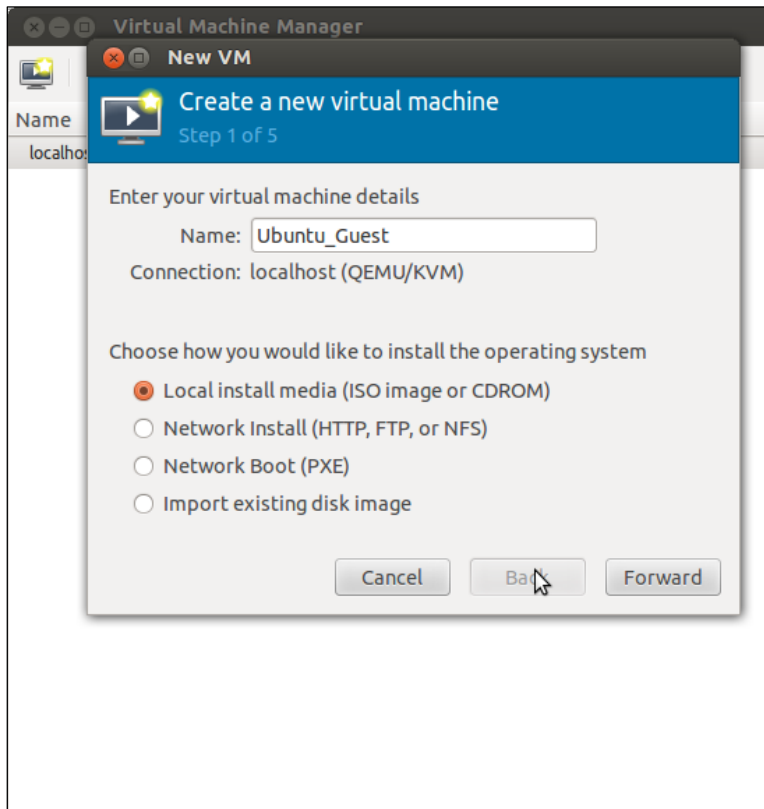 Virtual Machine Manager
New VM
Create a new virtual machine
Step 1 of 5
Name
Enter your virtual machine details
Name: Ubuntu_Guest
Connection: localhost (QEMU/KVM)
Choose how you would like to install the operating system
Local install media (ISO image or CDROM)
Network Install (HTTP, FTP, or NFS)
Network Boot (PXE)
Import existing disk image
Cancel Back Forward